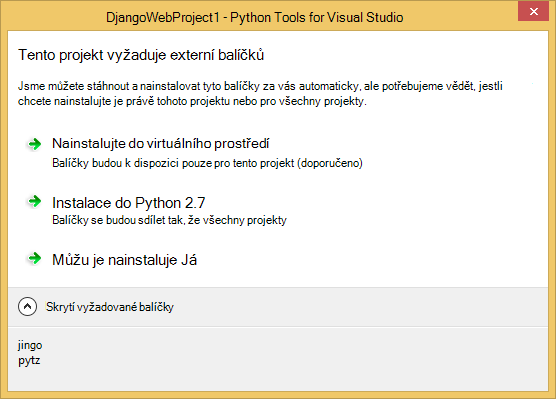 DjangoWebProject1 - Python Tools for Visual Studio
Tento projekt vyžaduje externí balíčků
Jsme můžete stáhnout a nainstalovat tyto balíčky za vás automaticky, ale potřebujeme vědět, jestli
chcete nainstalujte je právě tohoto projektu nebo pro všechny projekty.
Nainstalujte do virtuálního prostředí
Balíčky budou k dispozici pouze pro tento projekt (doporučeno)
Instalace do Python 2.7
Balíčky se budou sdílet tak, že všechny projekty
Můžu je nainstaluje Já
Skrytí vyžadované balíčky
jingo
pytz